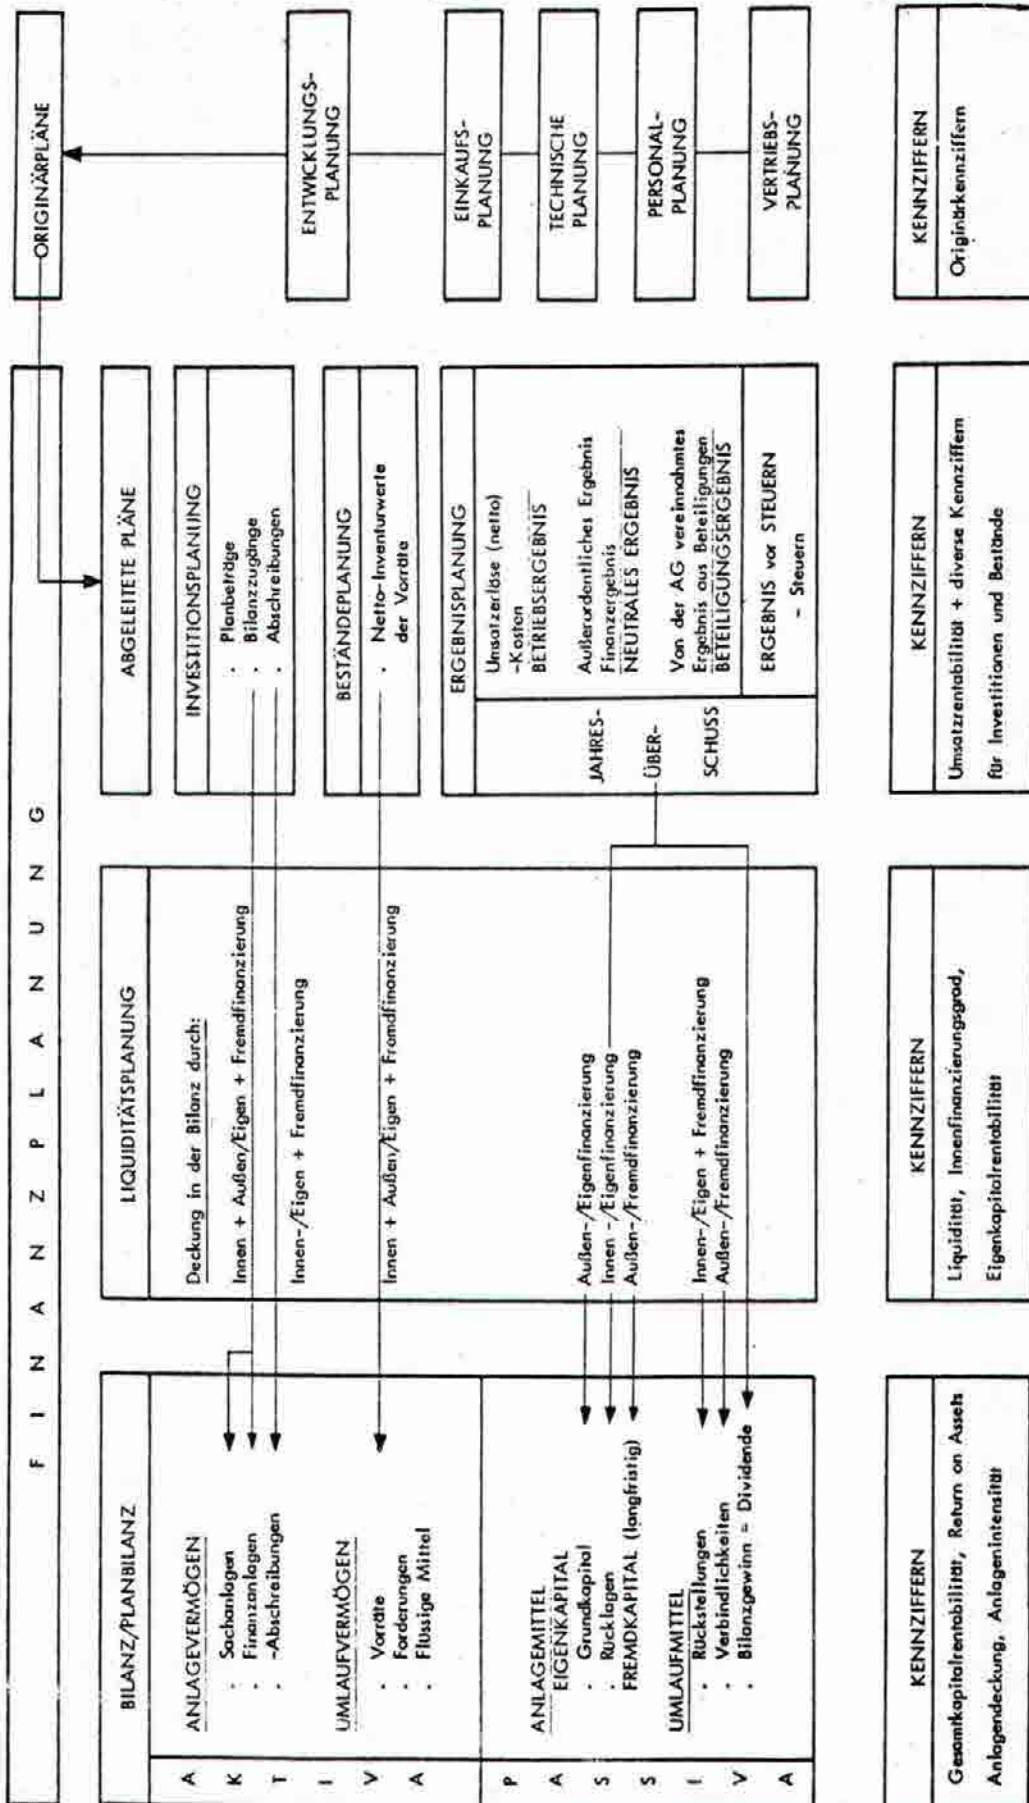 F I N A N Z P L A N U N G
ORIGINÄRPLÄNE
BILANZ/PLANBILANZ
A K T I V A
ANLAGEVERMÖGEN
· Sachanlagen
· Finanzanlagen
· -Abschreibungen
UMLAUFVERMÖGEN
· Vorräte
· Forderungen
· Flüssige Mittel
P A S S I V A
ANLAGEMITTEL
EIGENKAPITAL
· Grundkapital
· Rücklagen
FREMDKAPITAL (langfristig)
UMLAUFMITTEL
· Rückstellungen
· Verbindlichkeiten
· Bilanzgewinn = Dividende
LIQUIDITÄTSPLANUNG
Deckung in der Bilanz durch:
Innen + Außen/Eigen + Fremdfinanzierung
Innen-/Eigen + Fremdfinanzierung
Innen + Außen/Eigen + Fremdfinanzierung
Außen-/Eigenfinanzierung
Innen -/Eigenfinanzierung
Außen-/Fremdfinanzierung
Innen-/Eigen + Fremdfinanzierung
Außen-/Fremdfinanzierung
ABGELEITETE PLÄNE
INVESTITIONSPLANUNG
· Planbeträge
· Bilanzzugänge
· Abschreibungen
BESTÄNDEPLANUNG
· Netto-Inventurwerte
der Vorräte
ERGEBNISPLANUNG
JAHRES-
ÜBER-
SCHUSS
Umsatzerlöse (netto)
-Kosten
BETRIEBSERGEBNIS
Außerordentliches Ergebnis
Finanzergebnis
NEUTRALES ERGEBNIS
Von der AG vereinnahmtes
Ergebnis aus Beteiligungen
BETEILIGUNGSERGEBNIS
ERGEBNIS vor STEUERN
- Steuern
ENTWICKLUNGS-
PLANUNG
EINKAUFS-
PLANUNG
TECHNISCHE
PLANUNG
PERSONAL-
PLANUNG
VERTRIEBS-
PLANUNG
KENNZIFFERN
Gesamtkapitalrentabilität, Return on Assets
Anlagendeckung, Anlagenintensität
KENNZIFFERN
Liquidität, Innenfinanzierungsgrad,
Eigenkapitalrentabilität
KENNZIFFERN
Umsatzrentabilität + diverse Kennziffern
für Investitionen und Bestände
KENNZIFFERN
Originärkennziffern